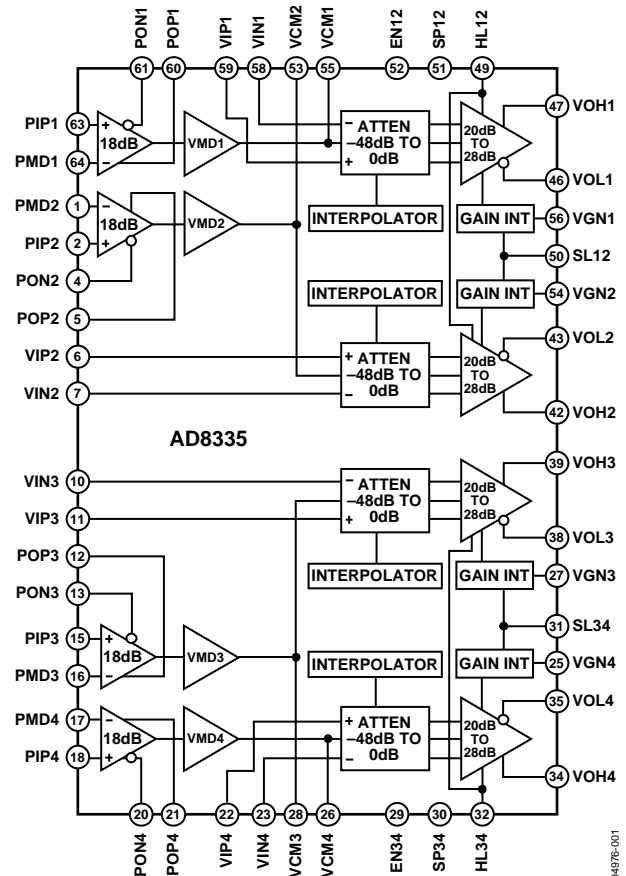 PON1
POP1
VIP1
VIN1
VCM2
VCM1
EN12
SP12
HL12
61
60
59
58
53
55
52
51
49
PIP1 63
PMD1 64
PMD2 1
PIP2 2
PON2 4
POP2 5
VIP2 6
VIN2 7
+
18dB
−
VMD1
−
18dB
+
VMD2
− ATTEN
−48dB TO
+ 0dB
INTERPOLATOR
INTERPOLATOR
+ ATTEN
−48dB TO
− 0dB
20dB
TO
28dB
GAIN INT
GAIN INT
20dB
TO
28dB
47 VOH1
46 VOL1
56 VGN1
50 SL12
54 VGN2
43 VOL2
42 VOH2
AD8335
VIN3 10
VIP3 11
POP3 12
PON3 13
PIP3 15
PMD3 16
PMD4 17
PIP4 18
+
18dB
−
VMD3
−
18dB
+
VMD4
− ATTEN
−48dB TO
+ 0dB
INTERPOLATOR
INTERPOLATOR
+ ATTEN
−48dB TO
− 0dB
20dB
TO
28dB
GAIN INT
GAIN INT
20dB
TO
28dB
39 VOH3
38 VOL3
27 VGN3
31 SL34
25 VGN4
35 VOL4
34 VOH4
20
21
22
23
28
26
29
30
32
PON4
POP4
VIP4
VIN4
VCM3
VCM4
EN34
SP34
HL34